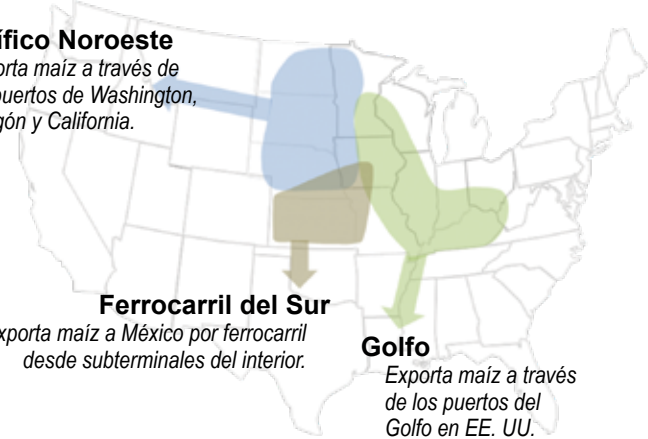 ífico Noroeste
orta maíz a través de
puertos de Washington,
gón y California.
Ferrocarril del Sur
xporta maíz a México por ferrocarril
desde subterminales del interior.
Golfo
Exporta maíz a través
de los puertos del
Golfo en EE. UU.